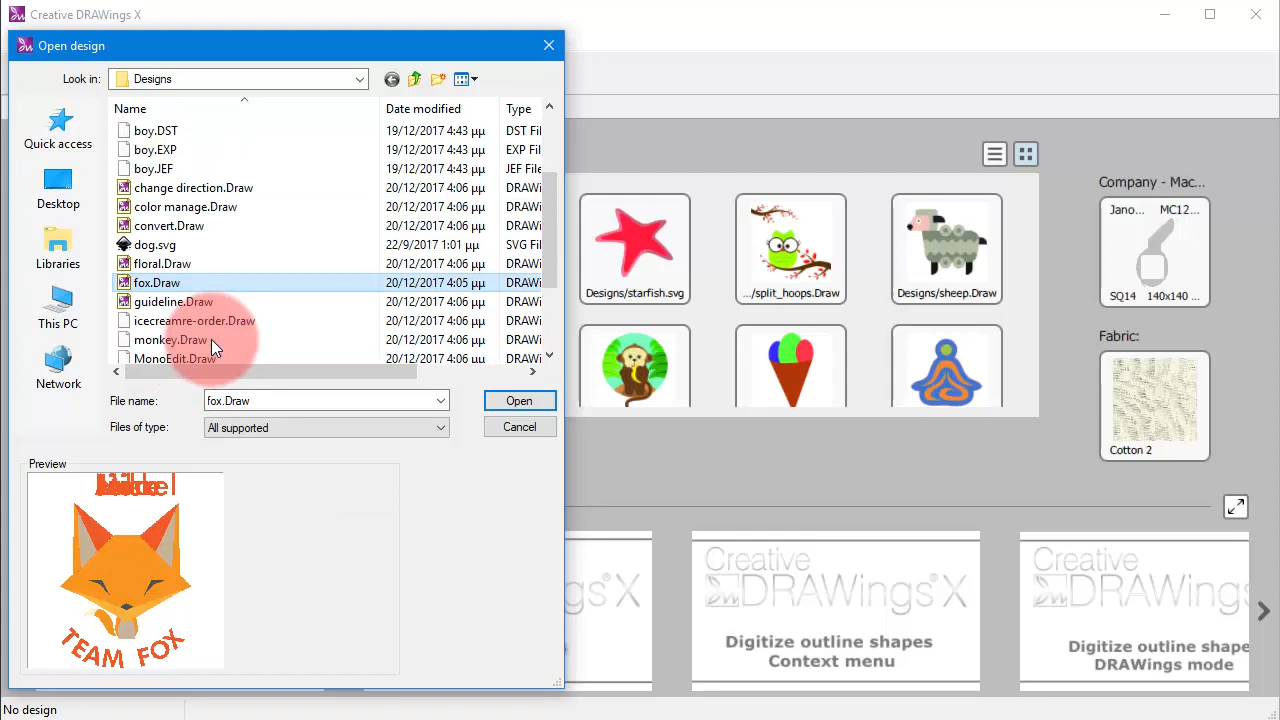 Creative DRAWings X
Open design
Look in:
Designs
Quick access
Desktop
Libraries
This PC
Network
Name
Date modified
Type
boy.DST
19/12/2017 4:43 μμ
DST Fil
boy.EXP
19/12/2017 4:43 μμ
EXP Fil
boy.JEF
19/12/2017 4:43 μμ
JEF File
change direction.Draw
20/12/2017 4:06 μμ
DRAWi
color manage.Draw
20/12/2017 4:06 μμ
DRAWi
convert.Draw
20/12/2017 4:06 μμ
DRAWi
dog.svg
22/9/2017 1:01 μμ
SVG Fi
floral.Draw
20/12/2017 4:06 μμ
DRAWi
fox.Draw
20/12/2017 4:05 μμ
DRAWi
guideline.Draw
20/12/2017 4:06 μμ
DRAWi
icecreamre-order.Draw
20/12/2017 4:06 μμ
DRAWi
monkey.Draw
20/12/2017 4:06 μμ
DRAWi
MonoEdit.Draw
20/12/2017 4:06 μμ
DRAWi
File name:
fox.Draw
Open
Files of type:
All supported
Cancel
Preview
TEAM FOX
Designs/starfish.svg
.../split_hoops.Draw
Designs/sheep.Draw
Company - Mac...
Jano... MC12...
SQ14 140x140 ...
Fabric:
Cotton 2
Creative
DRAWings® X
Digitize outline shapes
Context menu
Creative
DRAWings® X
Digitize outline shape
DRAWings mode
No design